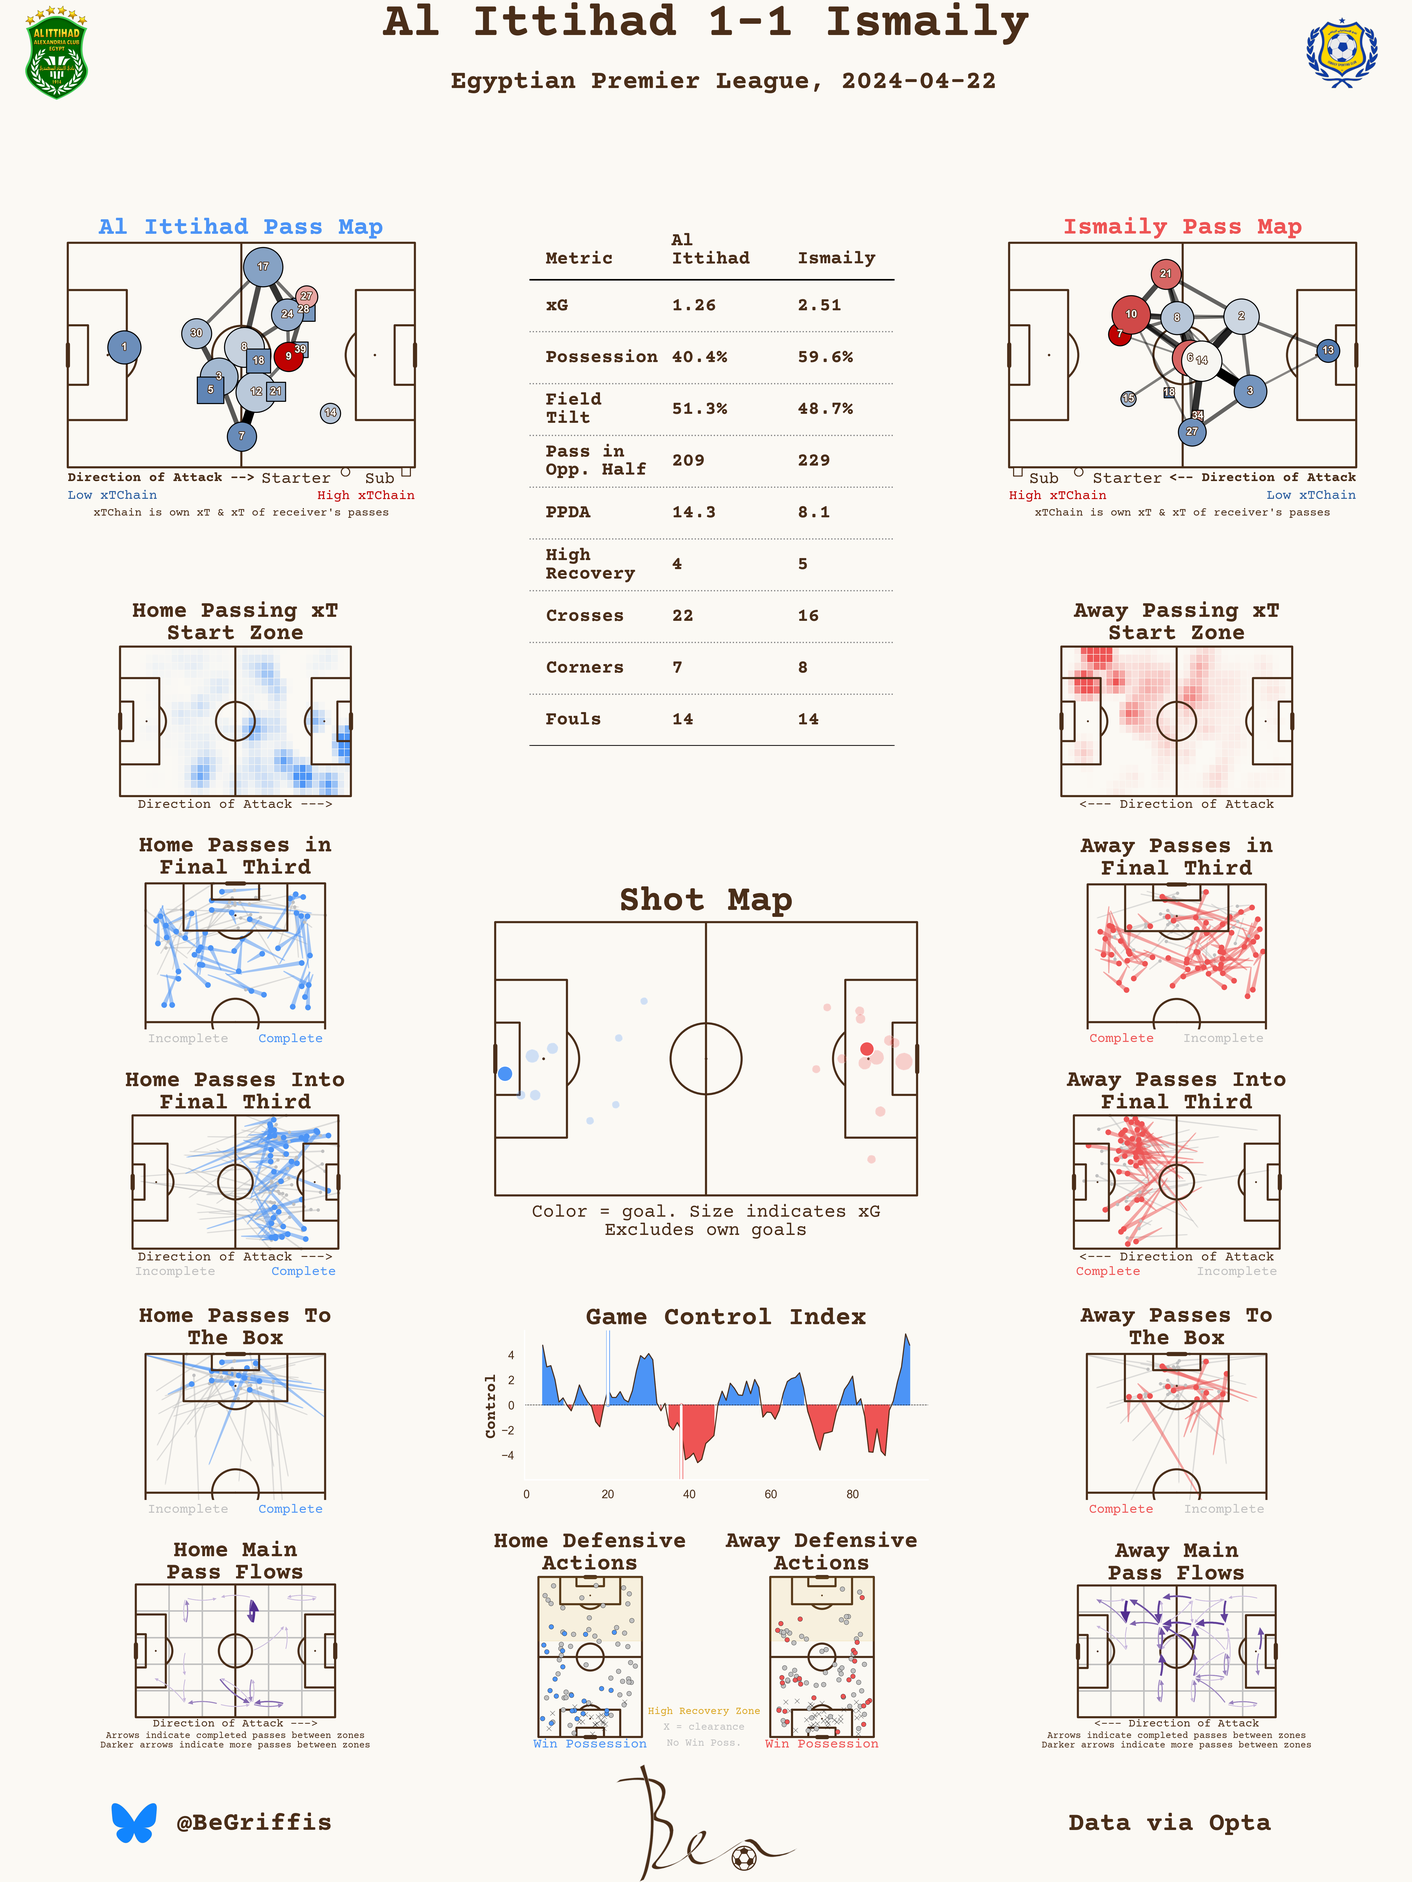 Al Ittihad 1-1 Ismaily
Egyptian Premier League, 2024-04-22
ALITTIHAD
ALEXANDRIA CLUB
EGYPT
Al Ittihad Pass Map
17
27
28
24
30
1
8
39
18
9
3
5
12
21
14
7
Direction of Attack --> Starter Sub
Low xTChain High xTChain
xTChain is own xT & xT of receiver's passes
Metric Al Ittihad Ismaily
xG 1.26 2.51
Possession 40.4% 59.6%
Field Tilt 51.3% 48.7%
Pass in Opp. Half 209 229
PPDA 14.3 8.1
High Recovery 4 5
Crosses 22 16
Corners 7 8
Fouls 14 14
Ismaily Pass Map
21
10
8
2
7
6
14
13
15
18
3
34
27
Sub Starter <-- Direction of Attack
High xTChain Low xTChain
xTChain is own xT & xT of receiver's passes
Home Passing xT
Start Zone
Direction of Attack --->
Away Passing xT
Start Zone
<--- Direction of Attack
Home Passes in
Final Third
Incomplete Complete
Away Passes in
Final Third
Complete Incomplete
Shot Map
Color = goal. Size indicates xG
Excludes own goals
Home Passes Into
Final Third
Direction of Attack --->
Incomplete Complete
Away Passes Into
Final Third
<--- Direction of Attack
Complete Incomplete
Home Passes To
The Box
Incomplete Complete
Game Control Index
Control
4
2
0
−2
−4
0 20 40 60 80
Away Passes To
The Box
Complete Incomplete
Home Main
Pass Flows
Direction of Attack --->
Arrows indicate completed passes between zones
Darker arrows indicate more passes between zones
Home Defensive
Actions
Win Possession
High Recovery Zone
X = clearance
No Win Poss.
Away Defensive
Actions
Win Possession
Away Main
Pass Flows
<--- Direction of Attack
Arrows indicate completed passes between zones
Darker arrows indicate more passes between zones
@BeGriffis
Ben
Data via Opta